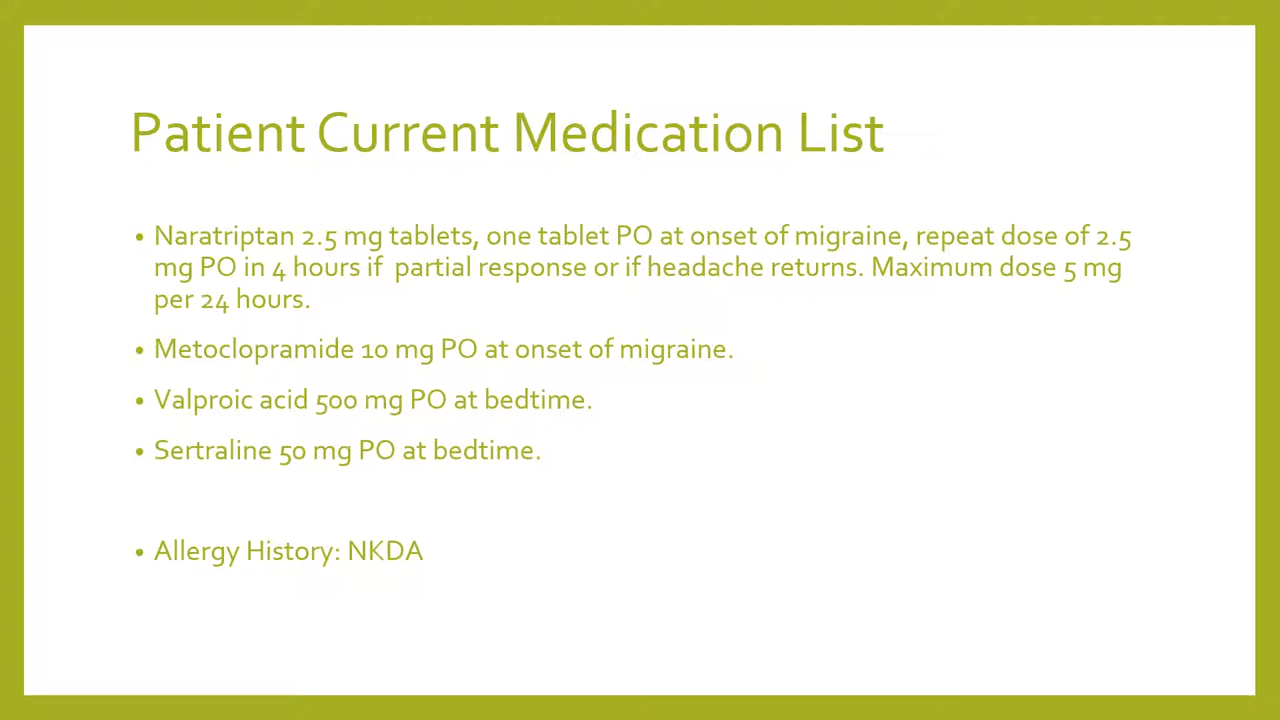 Patient Current Medication List
• Naratriptan 2.5 mg tablets, one tablet PO at onset of migraine, repeat dose of 2.5
mg PO in 4 hours if  partial response or if headache returns. Maximum dose 5 mg
per 24 hours.
• Metoclopramide 10 mg PO at onset of migraine.
• Valproic acid 500 mg PO at bedtime.
• Sertraline 50 mg PO at bedtime.
• Allergy History: NKDA